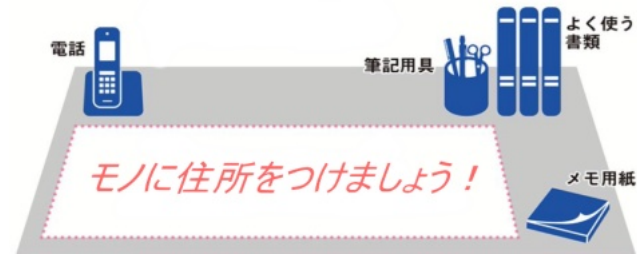 電話
よく使う
書類
筆記用具
モノに住所をつけましょう!
メモ用紙